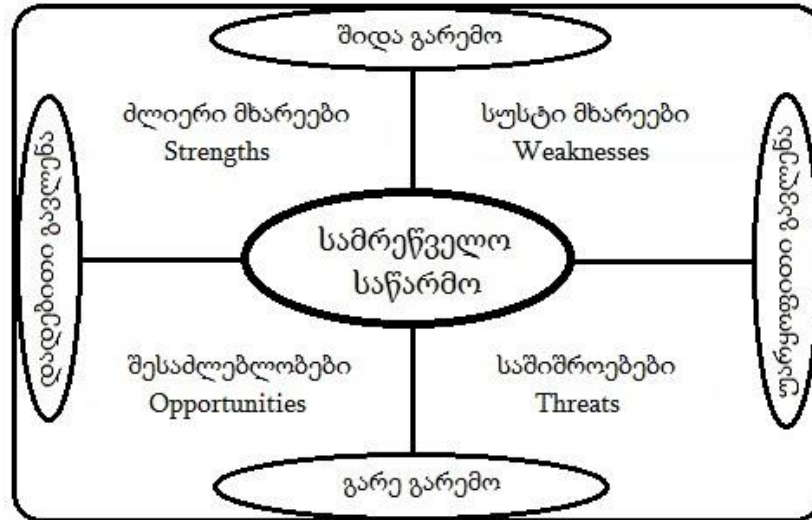 შიდა გარემო
ძლიერი მხარეები
Strengths
სუსტი მხარეები
Weaknesses
დადებითი გავლენა
სამრეწველო
საწარმო
უარყოფითი გავლენა
შესაძლებლობები
Opportunities
საშიშროებები
Threats
გარე გარემო